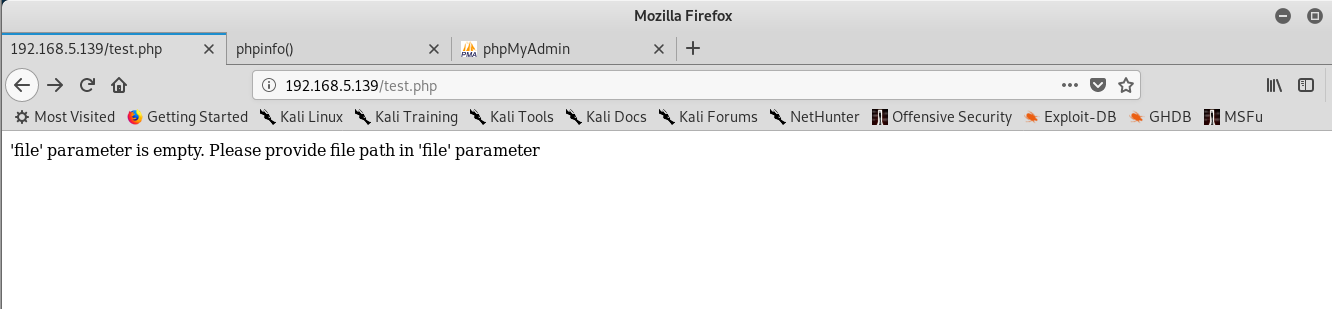 Mozilla Firefox
192.168.5.139/test.php phpinfo() PMA phpMyAdmin
192.168.5.139/test.php
Most Visited Getting Started Kali Linux Kali Training Kali Tools Kali Docs Kali Forums NetHunter Offensive Security Exploit-DB GHDB MSFu
'file' parameter is empty. Please provide file path in 'file' parameter